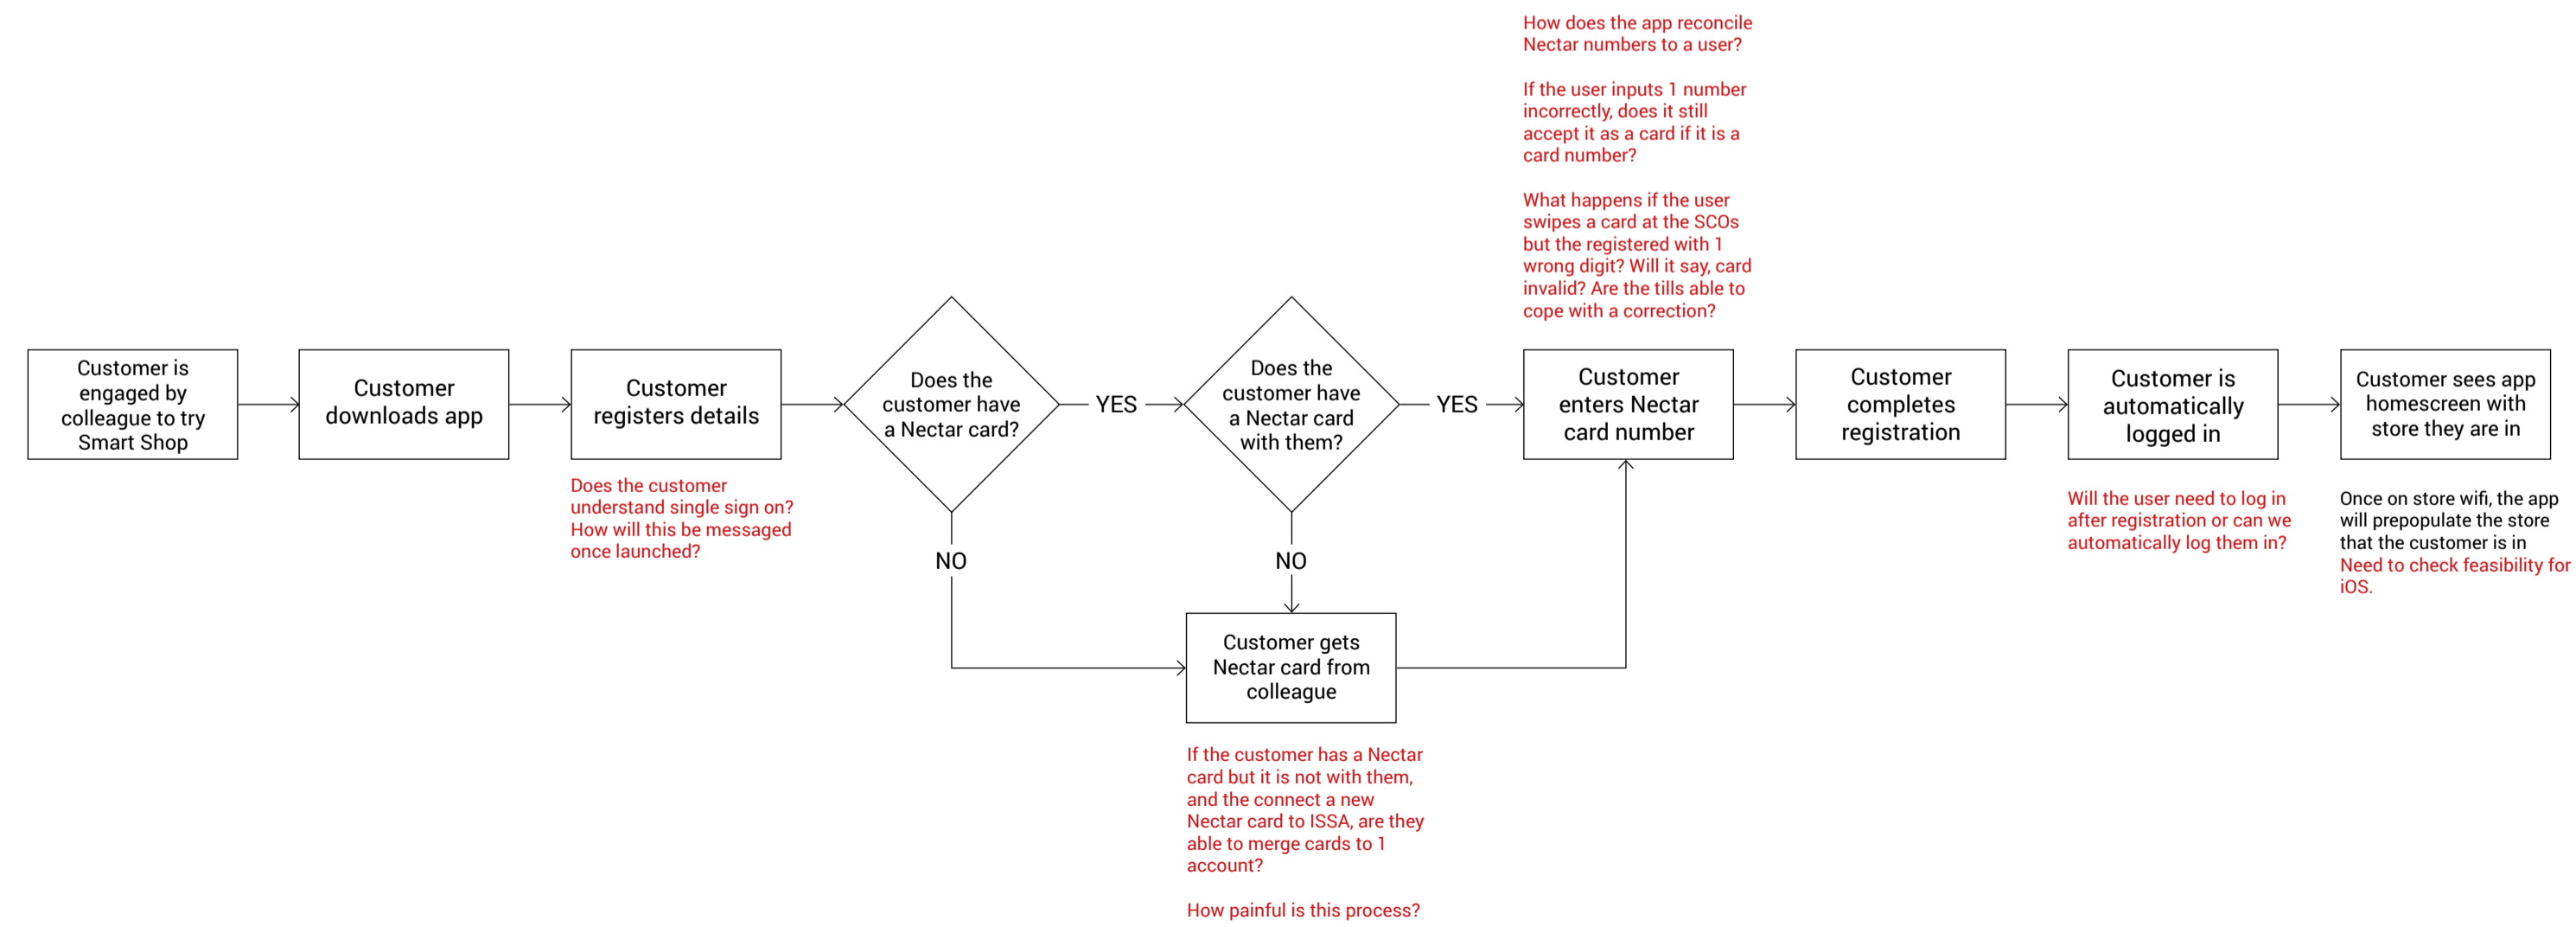 How does the app reconcile
Nectar numbers to a user?
If the user inputs 1 number
incorrectly, does it still
accept it as a card if it is a
card number?
What happens if the user
swipes a card at the SCOs
but the registered with 1
wrong digit? Will it say, card
invalid? Are the tills able to
cope with a correction?
Customer is
engaged by
colleague to try
Smart Shop
Customer
downloads app
Customer
registers details
Does the customer
understand single sign on?
How will this be messaged
once launched?
Does the
customer have
a Nectar card?
YES
NO
Does the
customer have
a Nectar card
with them?
YES
NO
Customer gets
Nectar card from
colleague
If the customer has a Nectar
card but it is not with them,
and the connect a new
Nectar card to ISSA, are they
able to merge cards to 1
account?
How painful is this process?
Customer
enters Nectar
card number
Customer
completes
registration
Customer is
automatically
logged in
Will the user need to log in
after registration or can we
automatically log them in?
Customer sees app
homescreen with
store they are in
Once on store wifi, the app
will prepopulate the store
that the customer is in
Need to check feasibility for
iOS.